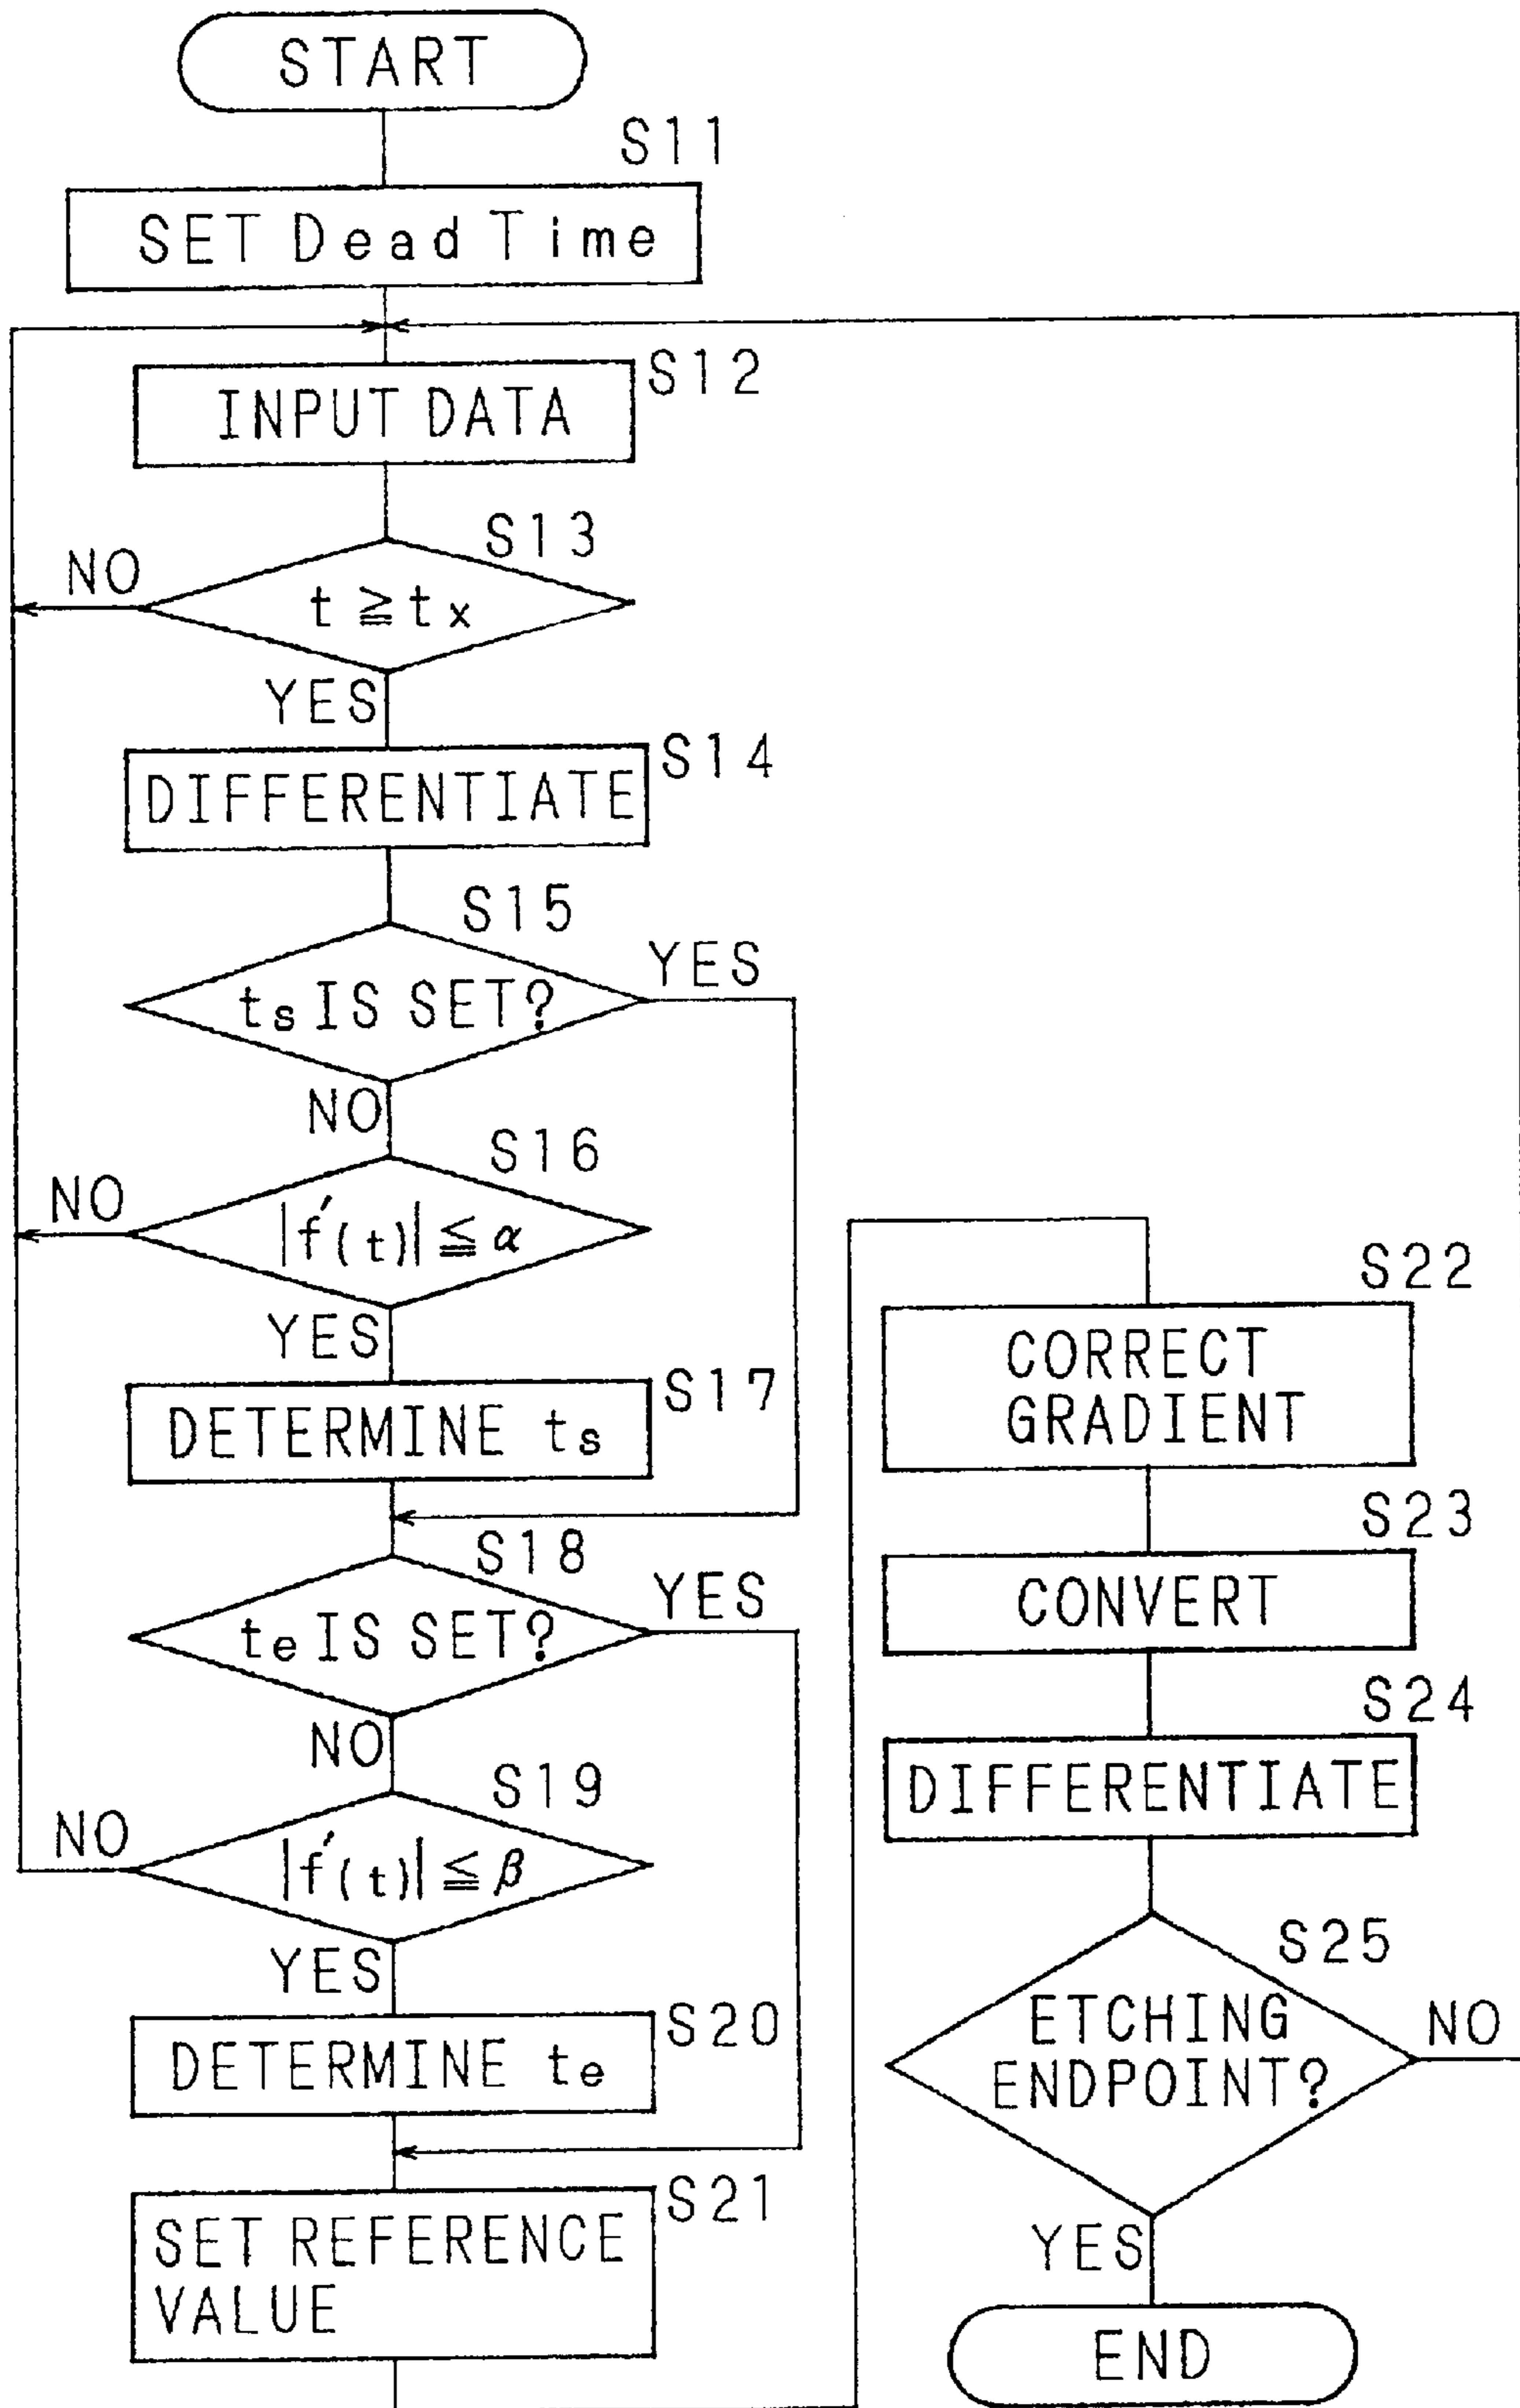 START
S11
SET Dead Time
S12
INPUT DATA
S13
NO
t ≧ tx
YES
S14
DIFFERENTIATE
S15
YES
ts IS SET?
NO
S16
NO
|f′(t)| ≦ α
YES
S17
DETERMINE ts
S18
YES
te IS SET?
NO
S19
NO
|f′(t)| ≦ β
YES
S20
DETERMINE te
S21
SET REFERENCE
VALUE
S22
CORRECT
GRADIENT
S23
CONVERT
S24
DIFFERENTIATE
S25
ETCHING
ENDPOINT?
NO
YES
END